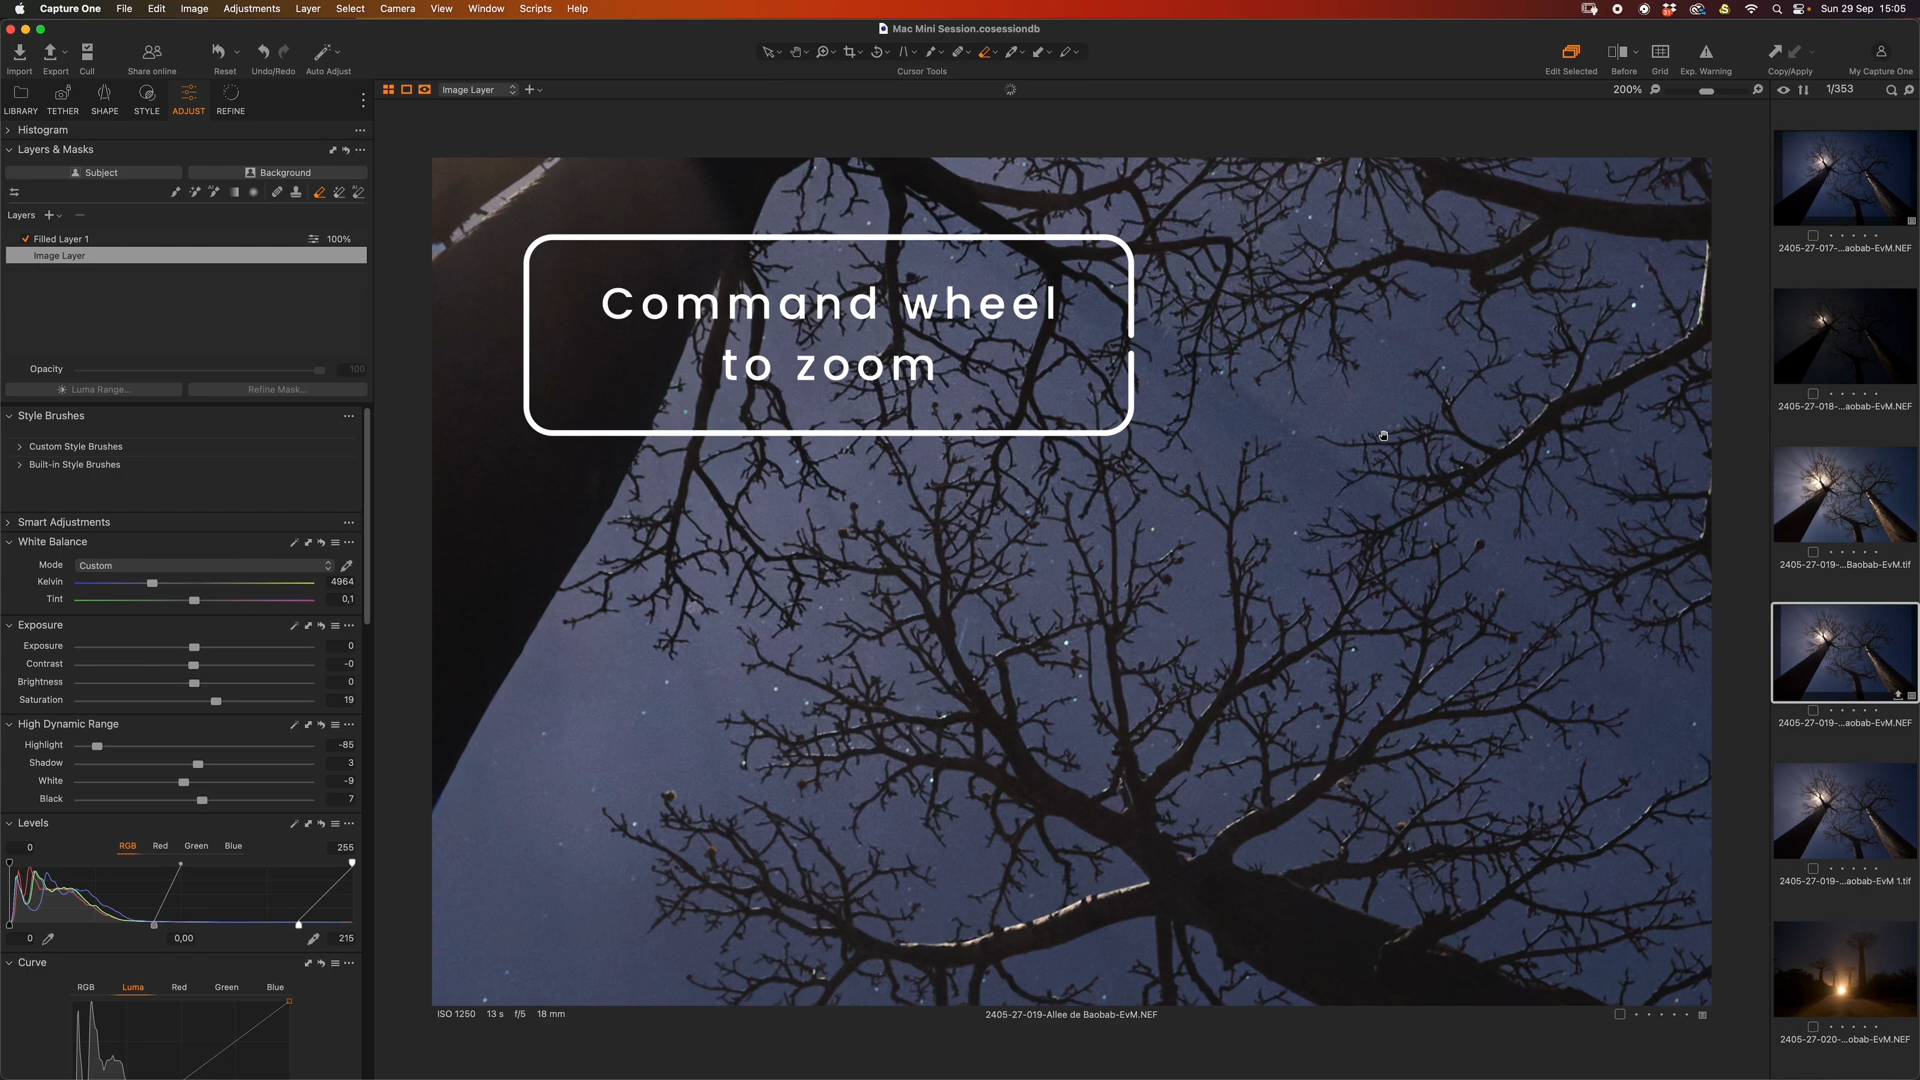 Capture One File Edit Image Adjustments Layer Select Camera View Window Scripts Help
Sun 29 Sep 15:05
Mac Mini Session.cosessiondb
Import Export Cull Share online Reset Undo/Redo Auto Adjust
Cursor Tools
Edit Selected Before Grid Exp. Warning Copy/Apply My Capture One
LIBRARY TETHER SHAPE STYLE ADJUST REFINE
Image Layer
200%
1/353
Histogram
Layers & Masks
Subject Background
Layers
Filled Layer 1 100%
Image Layer
Opacity 100
Luma Range... Refine Mask...
Style Brushes
Custom Style Brushes
Built-in Style Brushes
Smart Adjustments
White Balance
Mode Custom
Kelvin 4964
Tint 0,1
Exposure
Exposure 0
Contrast -0
Brightness 0
Saturation 19
High Dynamic Range
Highlight -85
Shadow 3
White -9
Black 7
Levels
0 RGB Red Green Blue 255
0 0,00 215
Curve
RGB Luma Red Green Blue
Command wheel
to zoom
ISO 1250 13 s f/5 18 mm
2405-27-019-Allee de Baobab-EvM.NEF
2405-27-017-...aobab-EvM.NEF
2405-27-018-...aobab-EvM.NEF
2405-27-019-...Baobab-EvM.tif
2405-27-019-...aobab-EvM.NEF
2405-27-019-...aobab-EvM 1.tif
2405-27-020-...obab-EvM.NEF